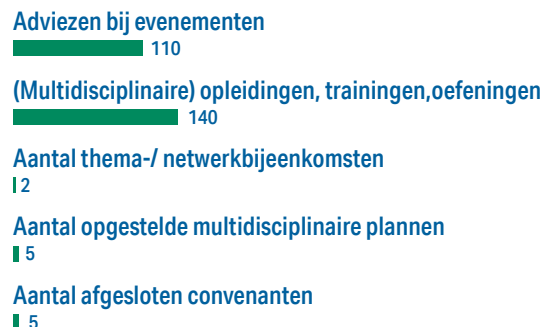 Adviezen bij evenementen
110
(Multidisciplinaire) opleidingen, trainingen,oefeningen
140
Aantal thema-/ netwerkbijeenkomsten
2
Aantal opgestelde multidisciplinaire plannen
5
Aantal afgesloten convenanten
5